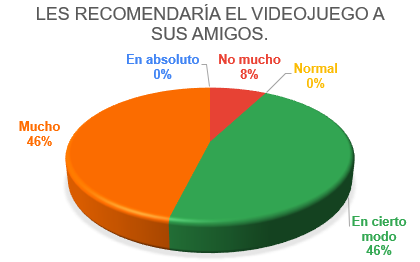 LES RECOMENDARÍA EL VIDEOJUEGO A
SUS AMIGOS.
En absoluto
0%
No mucho
8%
Normal
0%
Mucho
46%
En cierto
modo
46%